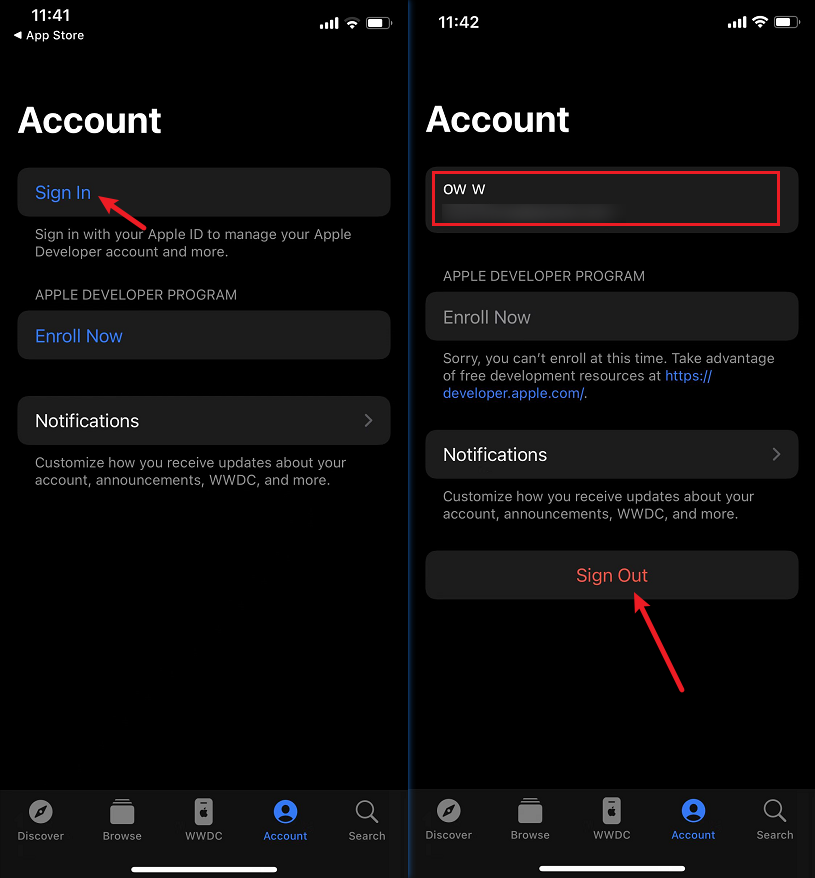 11:41
App Store
Account
Sign In
Sign in with your Apple ID to manage your Apple
Developer account and more.
APPLE DEVELOPER PROGRAM
Enroll Now
Notifications
Customize how you receive updates about your
account, announcements, WWDC, and more.
Discover
Browse
WWDC
Account
Search
11:42
Account
ow w
APPLE DEVELOPER PROGRAM
Enroll Now
Sorry, you can't enroll at this time. Take advantage
of free development resources at https://
developer.apple.com/.
Notifications
Customize how you receive updates about your
account, announcements, WWDC, and more.
Sign Out
Discover
Browse
WWDC
Account
Search